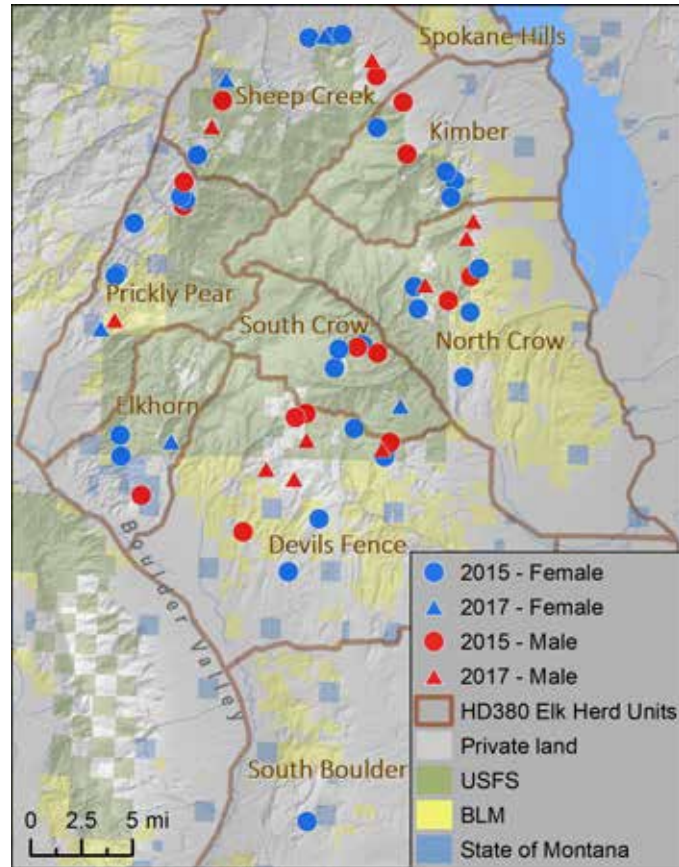 Spokane Hills
Sheep Creek
Kimber
Prickly Pear
South Crow
North Crow
Elkhorn
Devils Fence
Boulder Valley
South Boulder
2015 - Female
2017 - Female
2015 - Male
2017 - Male
HD380 Elk Herd Units
Private land
USFS
BLM
State of Montana
0 2.5 5 mi